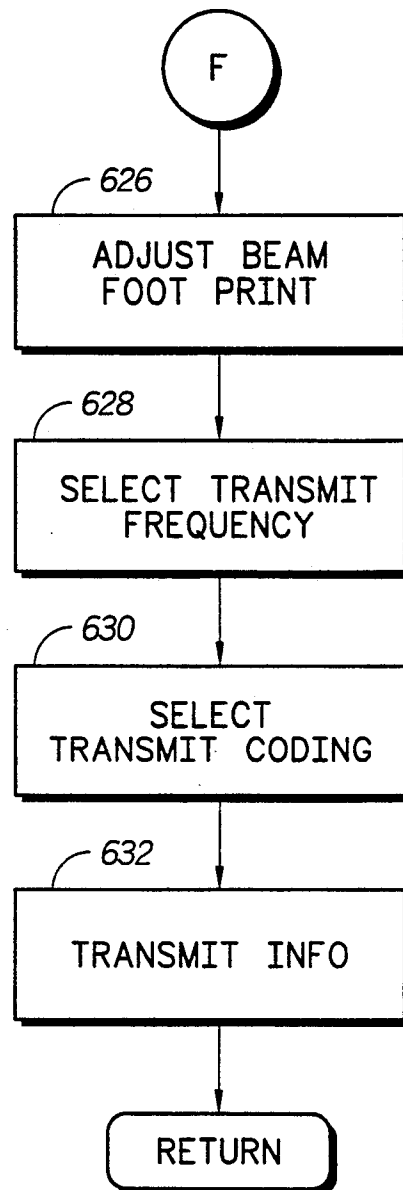 F
626
ADJUST BEAM
FOOT PRINT
628
SELECT TRANSMIT
FREQUENCY
630
SELECT
TRANSMIT CODING
632
TRANSMIT INFO
RETURN